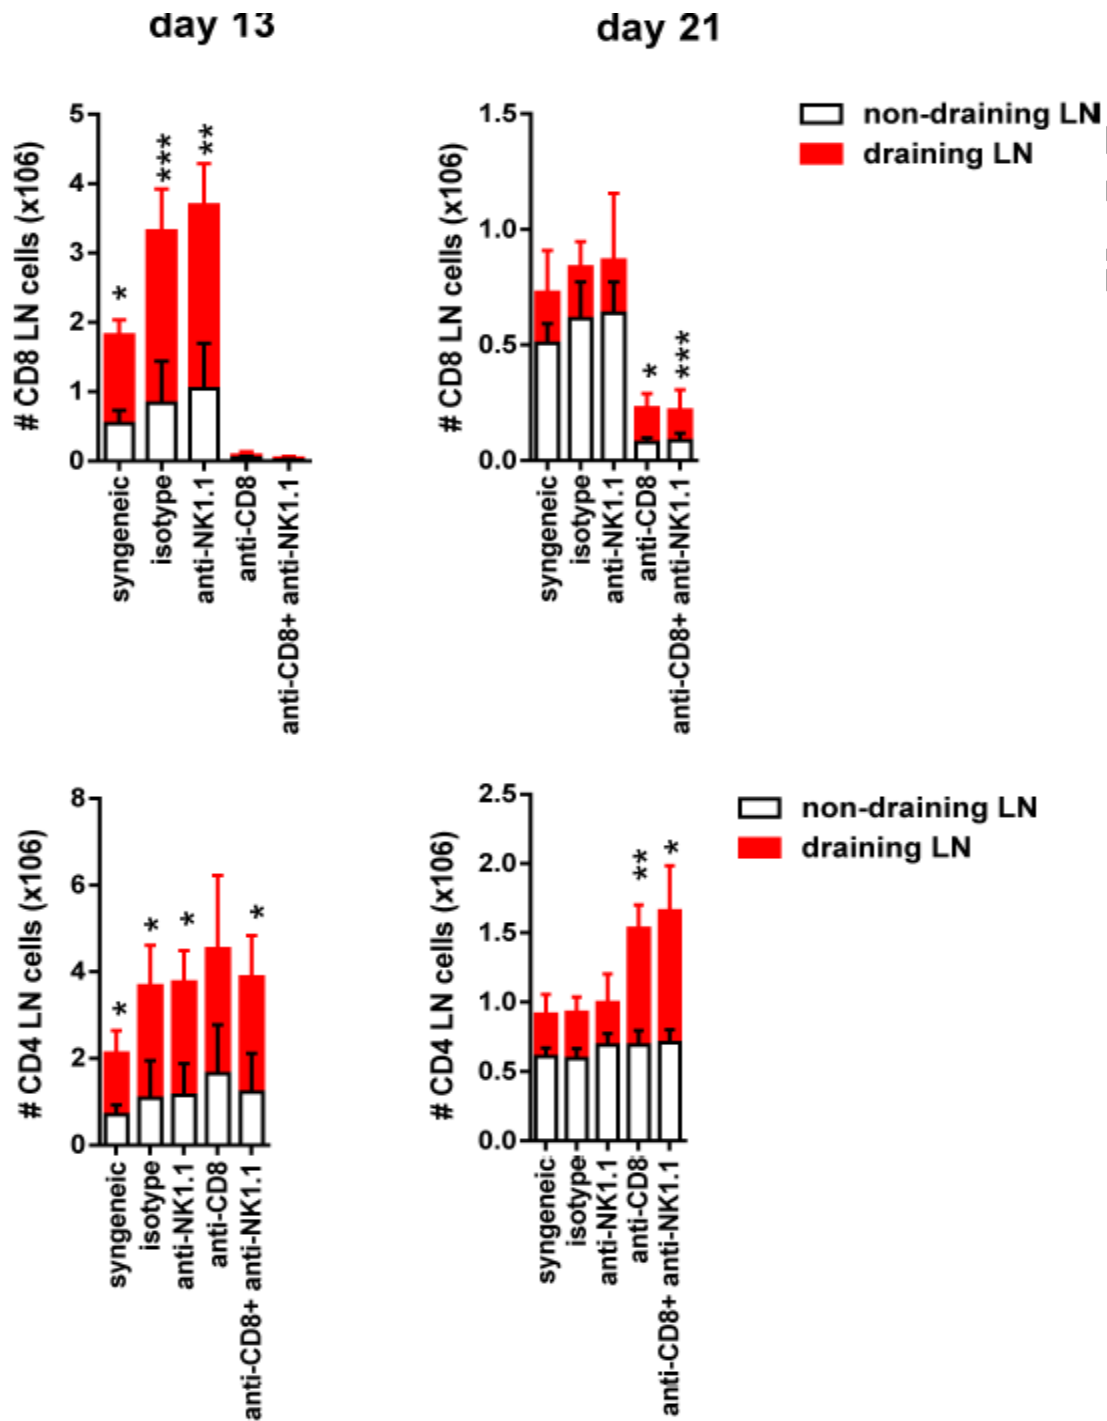 day 13
day 21
# CD8 LN cells (x106)
5
4
3
2
1
0
*
***
**
syngeneic
isotype
anti-NK1.1
anti-CD8
anti-CD8+ anti-NK1.1
# CD8 LN cells (x106)
1.5
1.0
0.5
0.0
*
***
syngeneic
isotype
anti-NK1.1
anti-CD8
anti-CD8+ anti-NK1.1
non-draining LN
draining LN
# CD4 LN cells (x106)
8
6
4
2
0
*
*
*
*
syngeneic
isotype
anti-NK1.1
anti-CD8
anti-CD8+ anti-NK1.1
# CD4 LN cells (x106)
2.5
2.0
1.5
1.0
0.5
0.0
**
*
syngeneic
isotype
anti-NK1.1
anti-CD8
anti-CD8+ anti-NK1.1
non-draining LN
draining LN